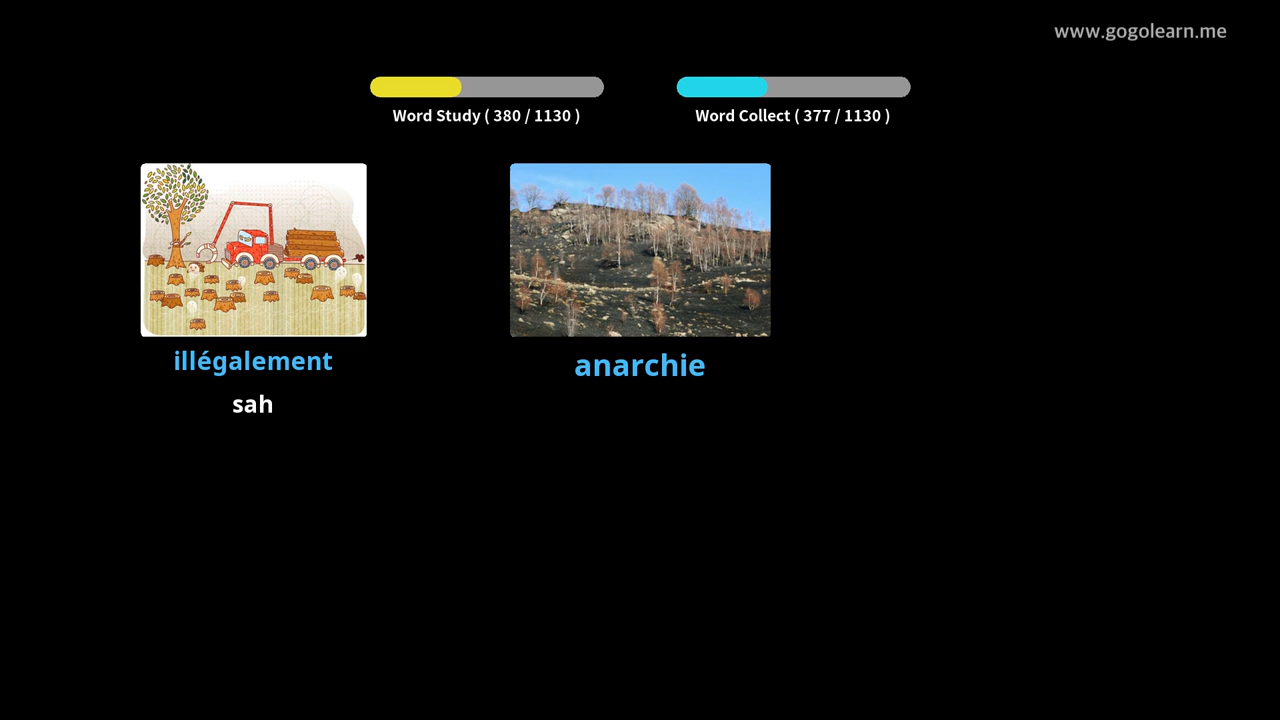 www.gogolearn.me
Word Study ( 380 / 1130 )
Word Collect ( 377 / 1130 )
illégalement
sah
anarchie